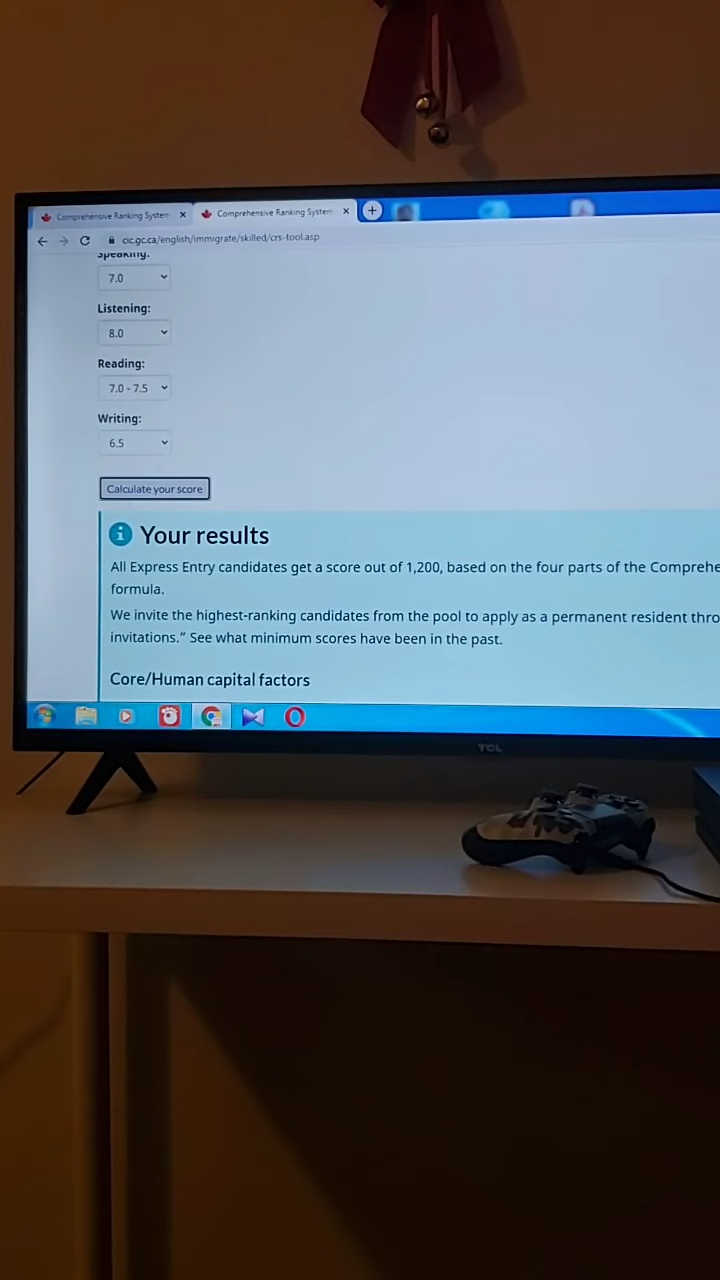 Comprehensive Ranking System
Comprehensive Ranking System
cic.gc.ca/english/immigrate/skilled/crs-tool.asp
Speaking:
7.0
Listening:
8.0
Reading:
7.0 - 7.5
Writing:
6.5
Calculate your score
Your results
All Express Entry candidates get a score out of 1,200, based on the four parts of the Comprehe
formula.
We invite the highest-ranking candidates from the pool to apply as a permanent resident thro
invitations.” See what minimum scores have been in the past.
Core/Human capital factors
TCL